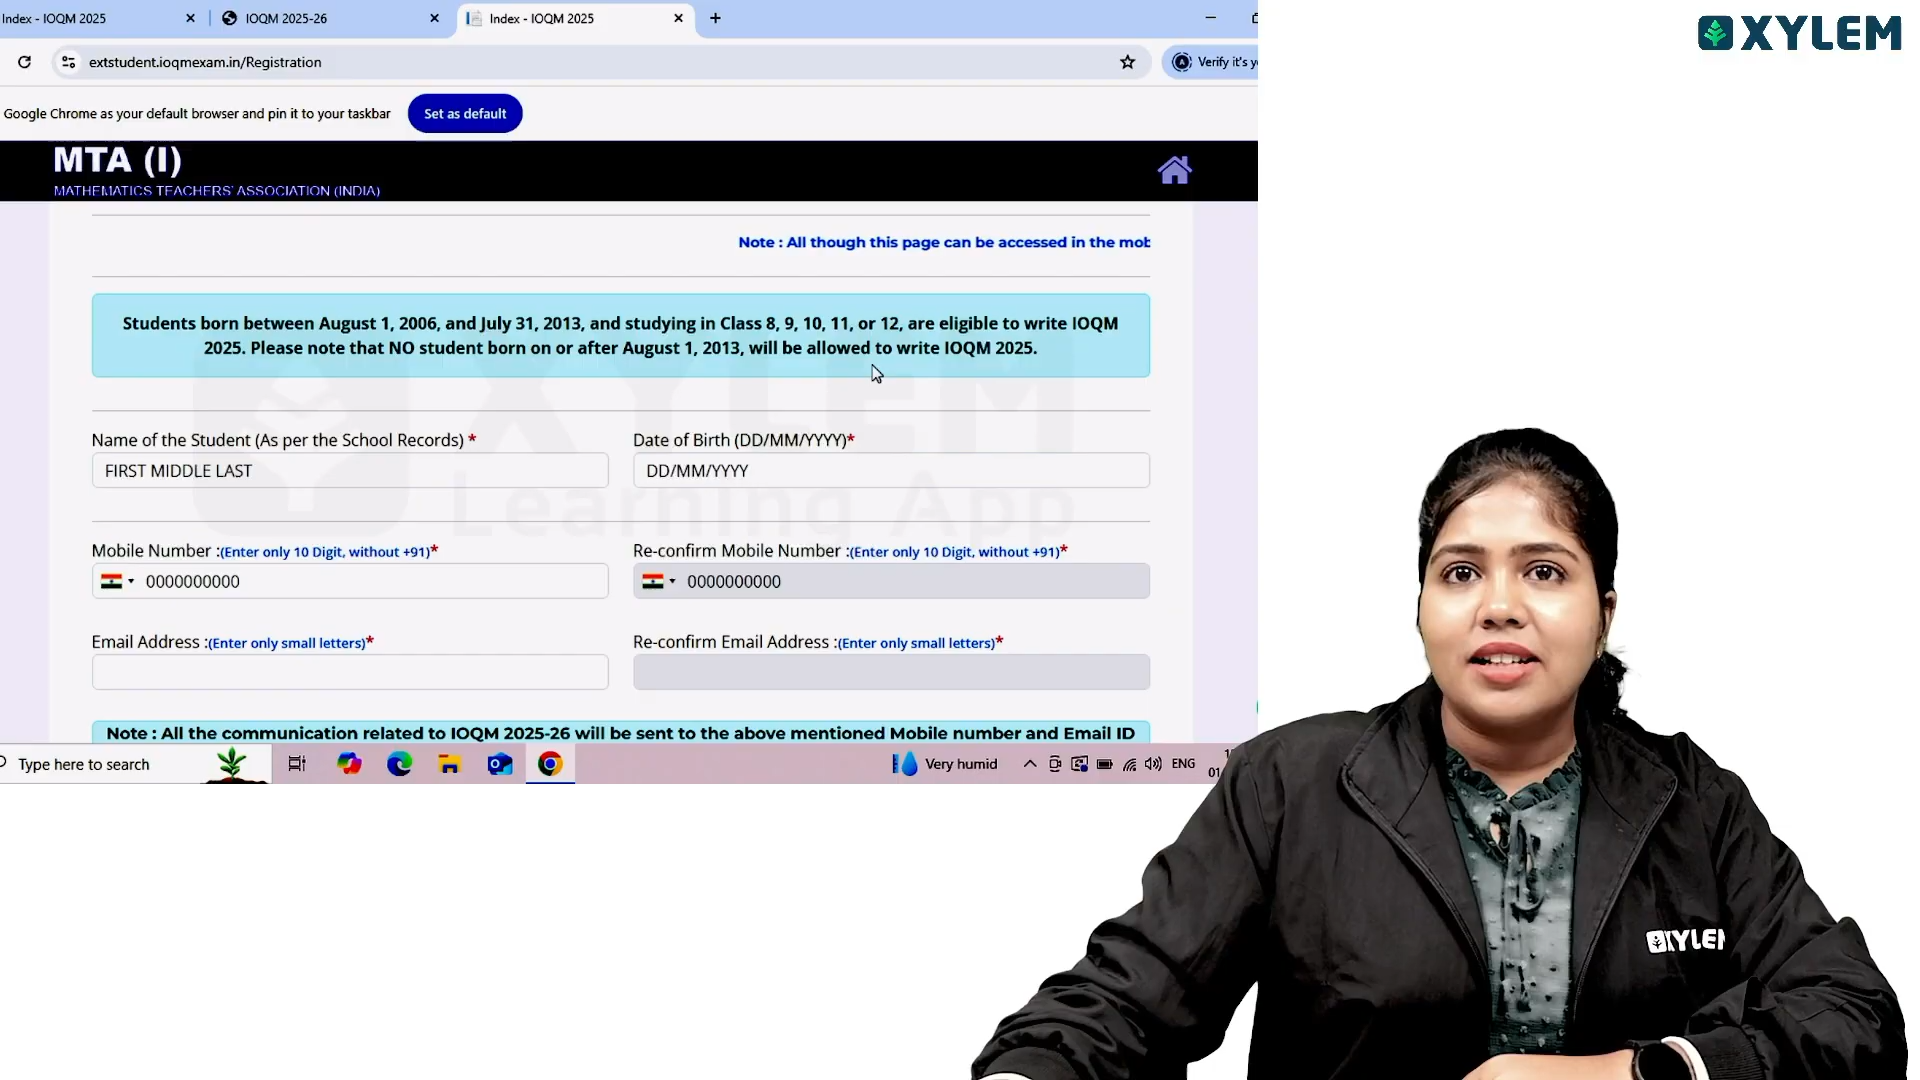 Index - IOQM 2025
IOQM 2025-26
Index - IOQM 2025
XYLEM
extstudent.ioqmexam.in/Registration
Verify it's y
Google Chrome as your default browser and pin it to your taskbar
Set as default
MTA (I)
MATHEMATICS TEACHERS' ASSOCIATION (INDIA)
Note : All though this page can be accessed in the mob
Students born between August 1, 2006, and July 31, 2013, and studying in Class 8, 9, 10, 11, or 12, are eligible to write IOQM
2025. Please note that NO student born on or after August 1, 2013, will be allowed to write IOQM 2025.
XYLEM
Learning App
Name of the Student (As per the School Records) *
Date of Birth (DD/MM/YYYY)*
FIRST MIDDLE LAST
DD/MM/YYYY
Mobile Number :(Enter only 10 Digit, without +91)*
Re-confirm Mobile Number :(Enter only 10 Digit, without +91)*
0000000000
0000000000
Email Address :(Enter only small letters)*
Re-confirm Email Address :(Enter only small letters)*
Note : All the communication related to IOQM 2025-26 will be sent to the above mentioned Mobile number and Email ID
Type here to search
Very humid
ENG
01
XYLEM